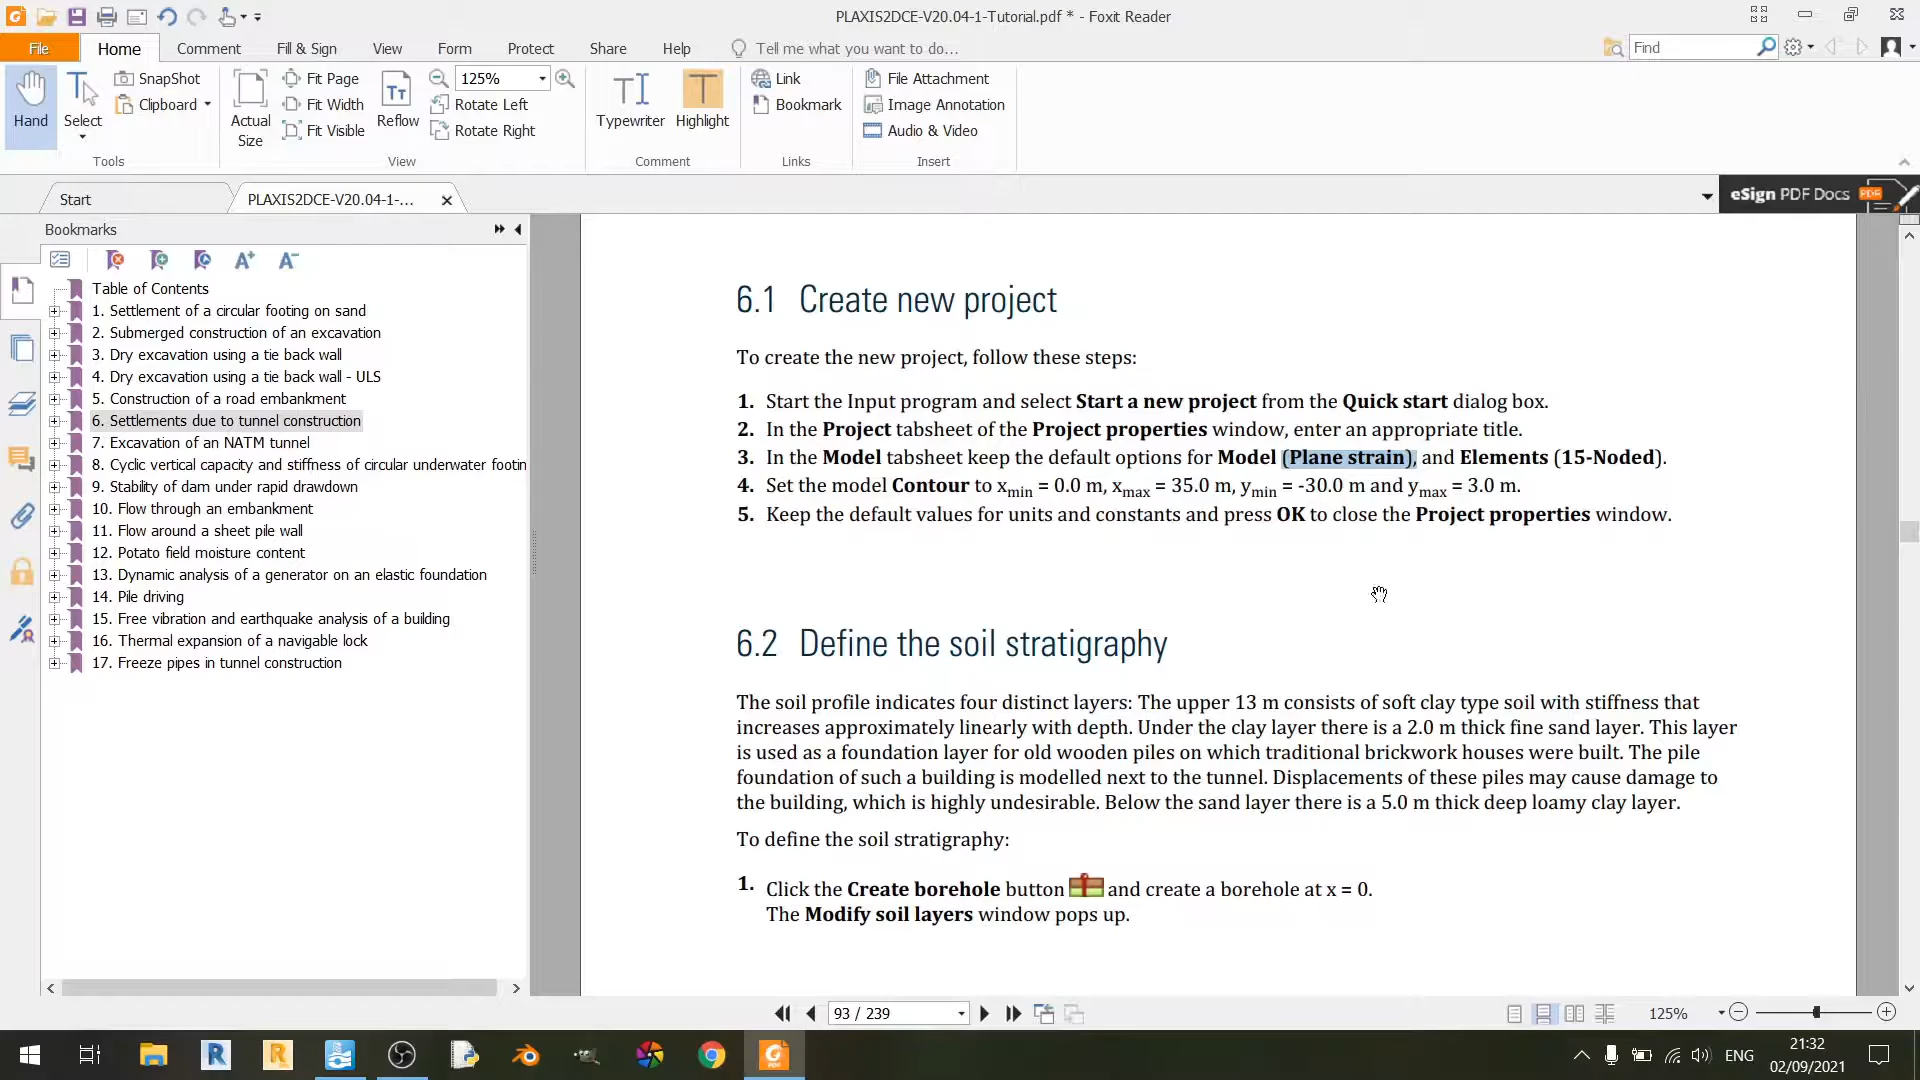 PLAXIS2DCE-V20.04-1-Tutorial.pdf * - Foxit Reader
File Home Comment Fill & Sign View Form Protect Share Help Tell me what you want to do... Find
Hand
Select
SnapShot
Clipboard
Tools
Actual
Size
Fit Page
Fit Width
Fit Visible
Reflow
125%
Rotate Left
Rotate Right
View
Typewriter
Highlight
Comment
Link
Bookmark
Links
File Attachment
Image Annotation
Audio & Video
Insert
Start
PLAXIS2DCE-V20.04-1-...
eSign PDF Docs
Bookmarks
Table of Contents
1. Settlement of a circular footing on sand
2. Submerged construction of an excavation
3. Dry excavation using a tie back wall
4. Dry excavation using a tie back wall - ULS
5. Construction of a road embankment
6. Settlements due to tunnel construction
7. Excavation of an NATM tunnel
8. Cyclic vertical capacity and stiffness of circular underwater footin
9. Stability of dam under rapid drawdown
10. Flow through an embankment
11. Flow around a sheet pile wall
12. Potato field moisture content
13. Dynamic analysis of a generator on an elastic foundation
14. Pile driving
15. Free vibration and earthquake analysis of a building
16. Thermal expansion of a navigable lock
17. Freeze pipes in tunnel construction
6.1 Create new project
To create the new project, follow these steps:
1. Start the Input program and select Start a new project from the Quick start dialog box.
2. In the Project tabsheet of the Project properties window, enter an appropriate title.
3. In the Model tabsheet keep the default options for Model (Plane strain), and Elements (15-Noded).
4. Set the model Contour to xmin = 0.0 m, xmax = 35.0 m, ymin = -30.0 m and ymax = 3.0 m.
5. Keep the default values for units and constants and press OK to close the Project properties window.
6.2 Define the soil stratigraphy
The soil profile indicates four distinct layers: The upper 13 m consists of soft clay type soil with stiffness that
increases approximately linearly with depth. Under the clay layer there is a 2.0 m thick fine sand layer. This layer
is used as a foundation layer for old wooden piles on which traditional brickwork houses were built. The pile
foundation of such a building is modelled next to the tunnel. Displacements of these piles may cause damage to
the building, which is highly undesirable. Below the sand layer there is a 5.0 m thick deep loamy clay layer.
To define the soil stratigraphy:
1. Click the Create borehole button and create a borehole at x = 0.
The Modify soil layers window pops up.
93 / 239
125%
ENG
21:32
02/09/2021